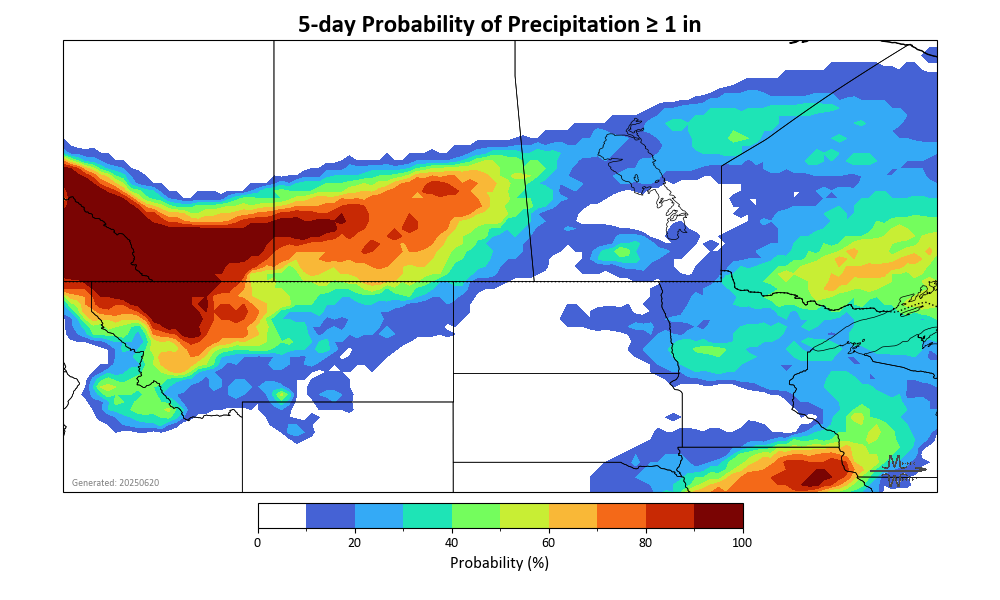 5-day Probability of Precipitation ≥ 1 in
Generated: 20250620
0 20 40 60 80 100
Probability (%)